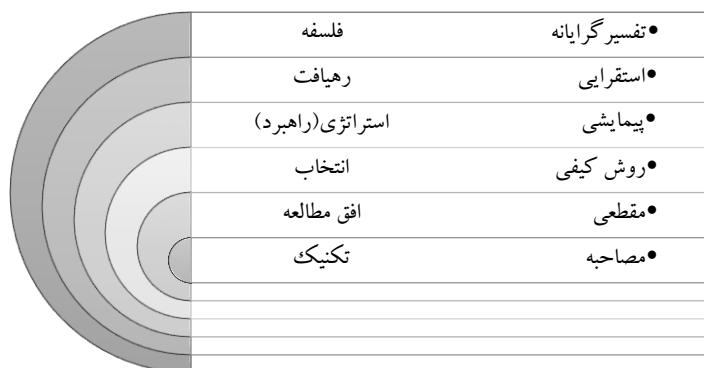 •تفسیرگرایانه فلسفه
•استقرایی رهیافت
•پیمایشی استراتژی(راهبرد)
•روش کیفی انتخاب
•مقطعی افق مطالعه
•مصاحبه تکنیک